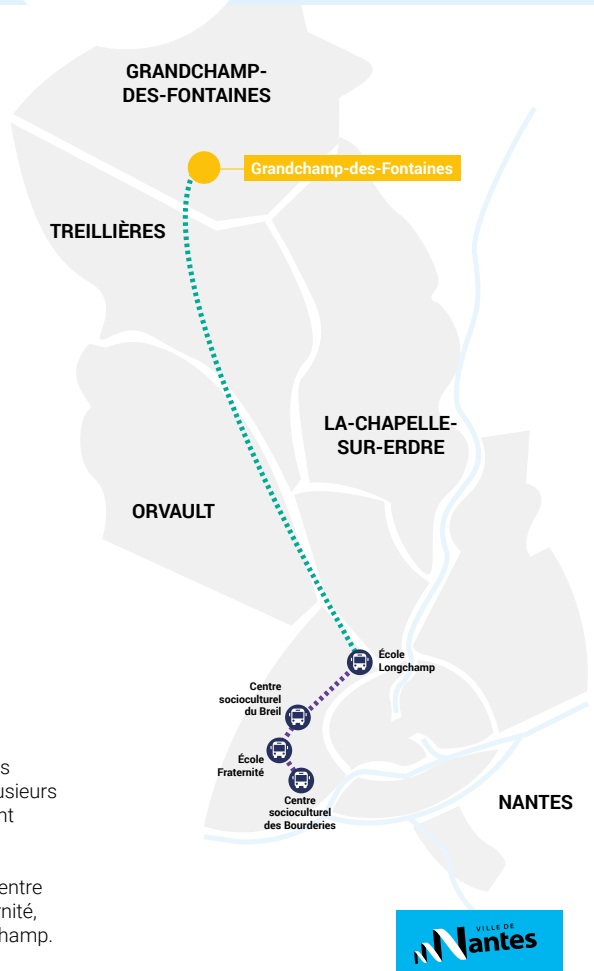 GRANDCHAMP-
DES-FONTAINES
Grandchamp-des-Fontaines
TREILLIÈRES
LA-CHAPELLE-
SUR-ERDRE
ORVAULT
École
Longchamp
Centre
socioculturel
du Breil
École
Fraternité
Centre
socioculturel
des Bourderies
NANTES
VILLE DE
Nantes